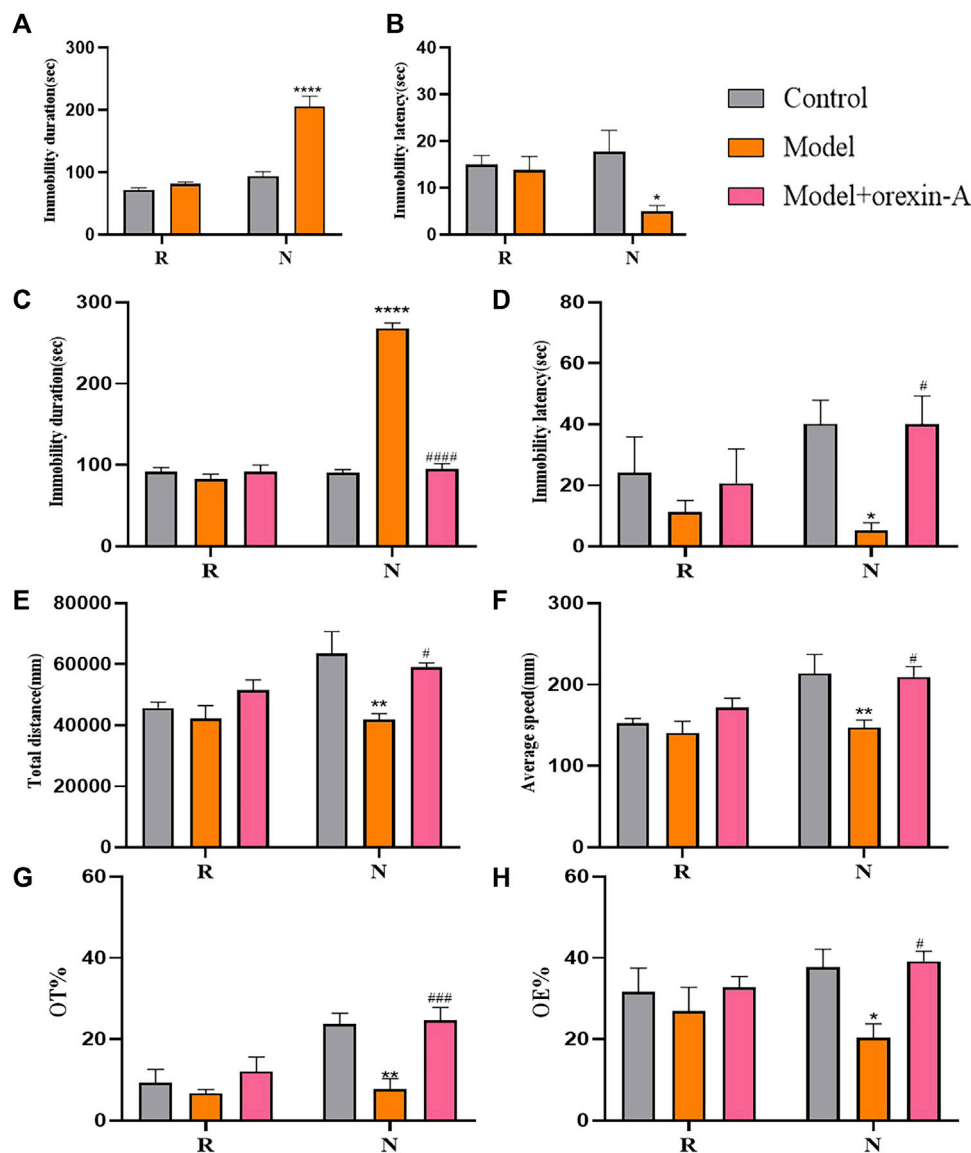 A
Immobility duration(sec)
300
200
100
0
****
R N
B
Immobility latency(sec)
40
30
20
10
0
*
R N
Control
Model
Model+orexin-A
C
Immobility duration(sec)
300
200
100
0
****
####
R N
D
Immobility latency(sec)
80
60
40
20
0
*
#
R N
E
Total distance(mm)
80000
60000
40000
20000
0
**
#
R N
F
Average speed(mm)
300
200
100
0
**
#
R N
G
OT%
60
40
20
0
**
###
R N
H
OE%
60
40
20
0
*
#
R N